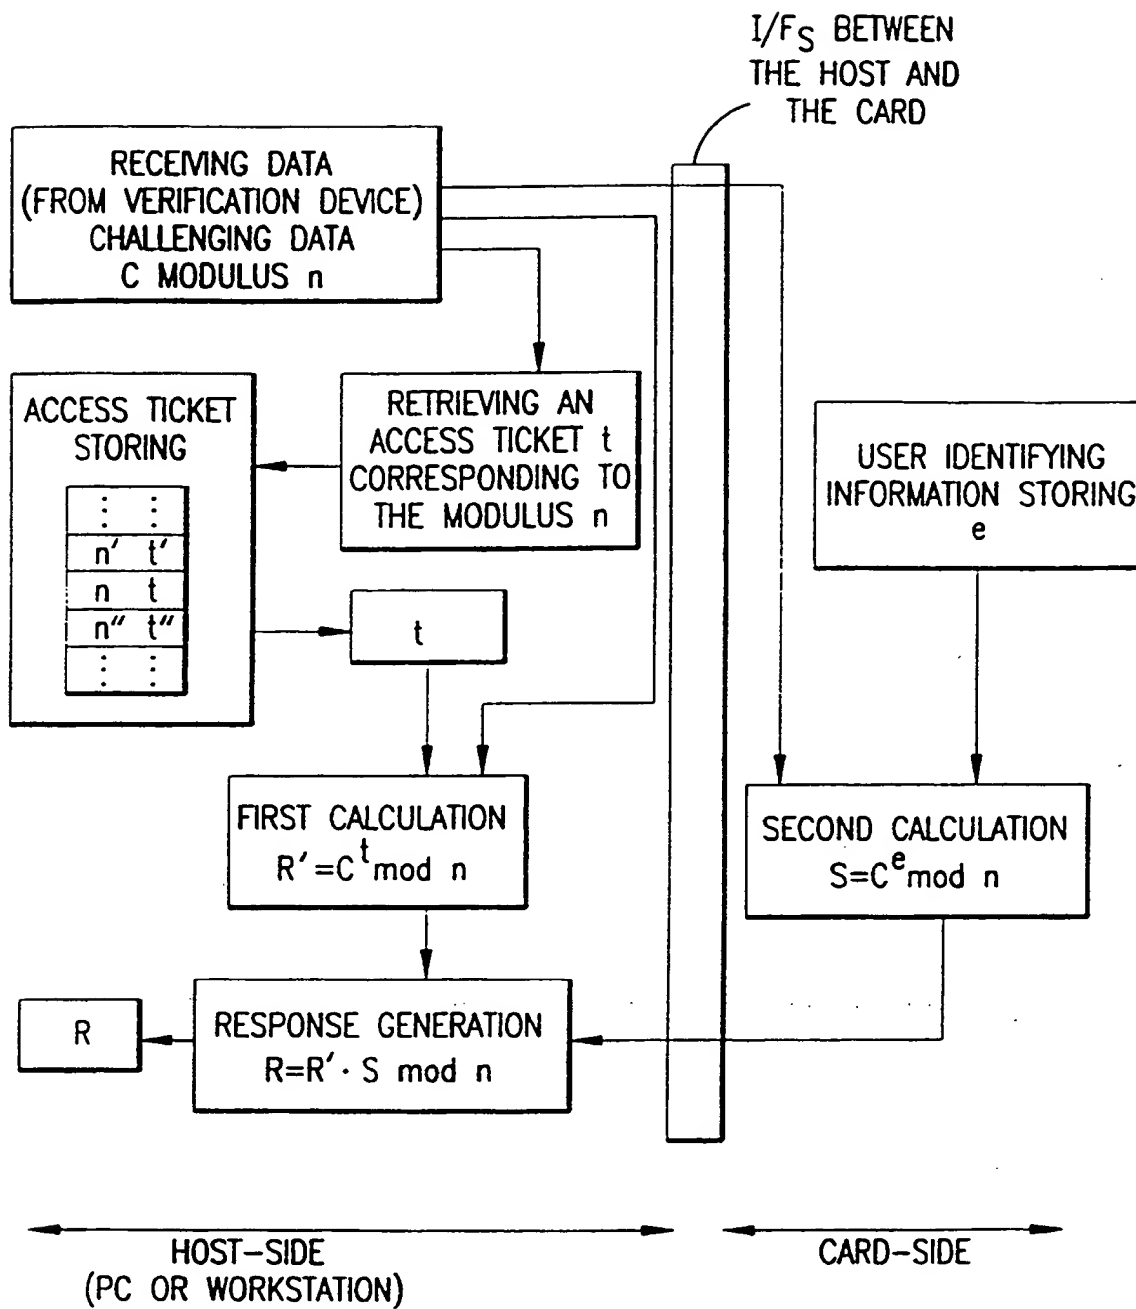 I/FS BETWEEN
THE HOST AND
THE CARD
RECEIVING DATA
(FROM VERIFICATION DEVICE)
CHALLENGING DATA
C MODULUS n
ACCESS TICKET
STORING
⋮ ⋮
n′ t′
n t
n″ t″
⋮ ⋮
RETRIEVING AN
ACCESS TICKET t
CORRESPONDING TO
THE MODULUS n
USER IDENTIFYING
INFORMATION STORING
e
t
FIRST CALCULATION
R′=C^t mod n
SECOND CALCULATION
S=C^e mod n
RESPONSE GENERATION
R=R′· S mod n
R
HOST-SIDE
(PC OR WORKSTATION)
CARD-SIDE